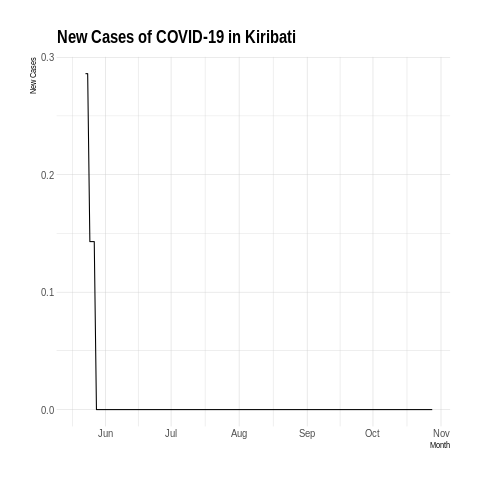 New Cases of COVID-19 in Kiribati
New Cases
0.3
0.2
0.1
0.0
Jun Jul Aug Sep Oct Nov
Month